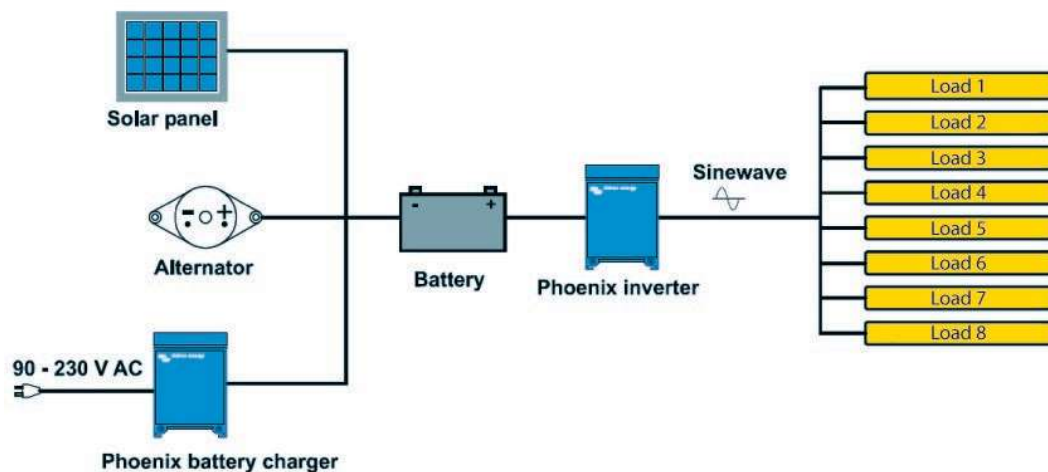 Solar panel
Load 1
Load 2
Load 3
Sinewave
Load 4
Load 5
Alternator
Battery
Phoenix inverter
Load 6
Load 7
Load 8
90 - 230 V AC
Phoenix battery charger